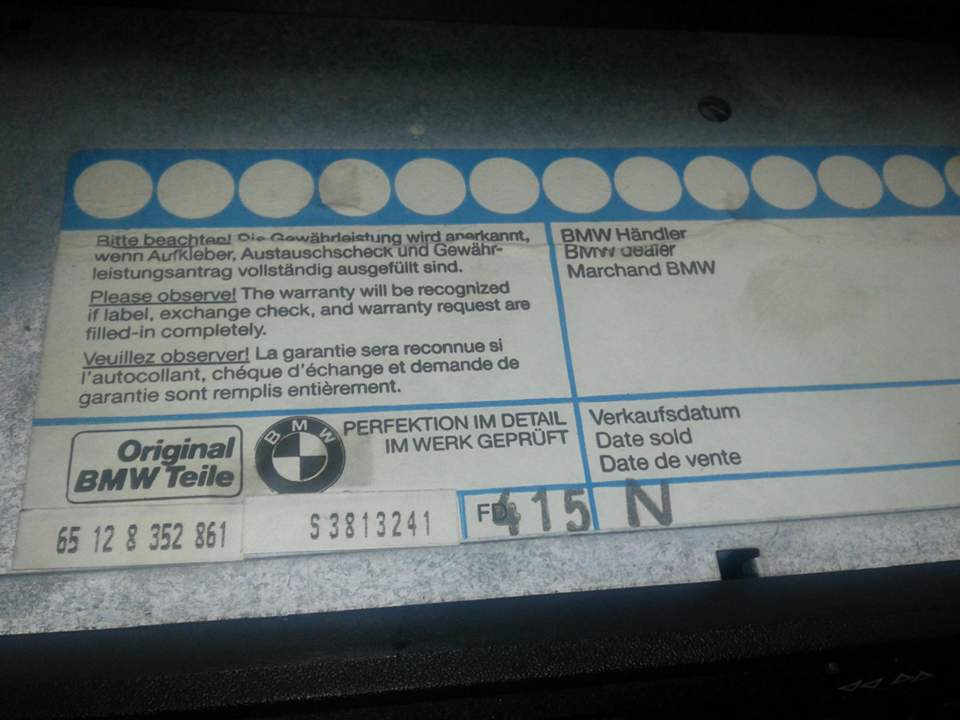 Bitte beachten! Die Gewährleistung wird anerkannt,
wenn Aufkleber, Austauschscheck und Gewähr-
leistungsantrag vollständig ausgefüllt sind.
Please observe! The warranty will be recognized
if label, exchange check, and warranty request are
filled-in completely.
Veuillez observer! La garantie sera reconnue si
l'autocollant, chéque d'échange et demande de
garantie sont remplis entièrement.
BMW Händler
BMW dealer
Marchand BMW
Original
BMW Teile
BMW
PERFEKTION IM DETAIL
IM WERK GEPRÜFT
Verkaufsdatum
Date sold
Date de vente
65 12 8 352 861
S3813241
FD 415 N